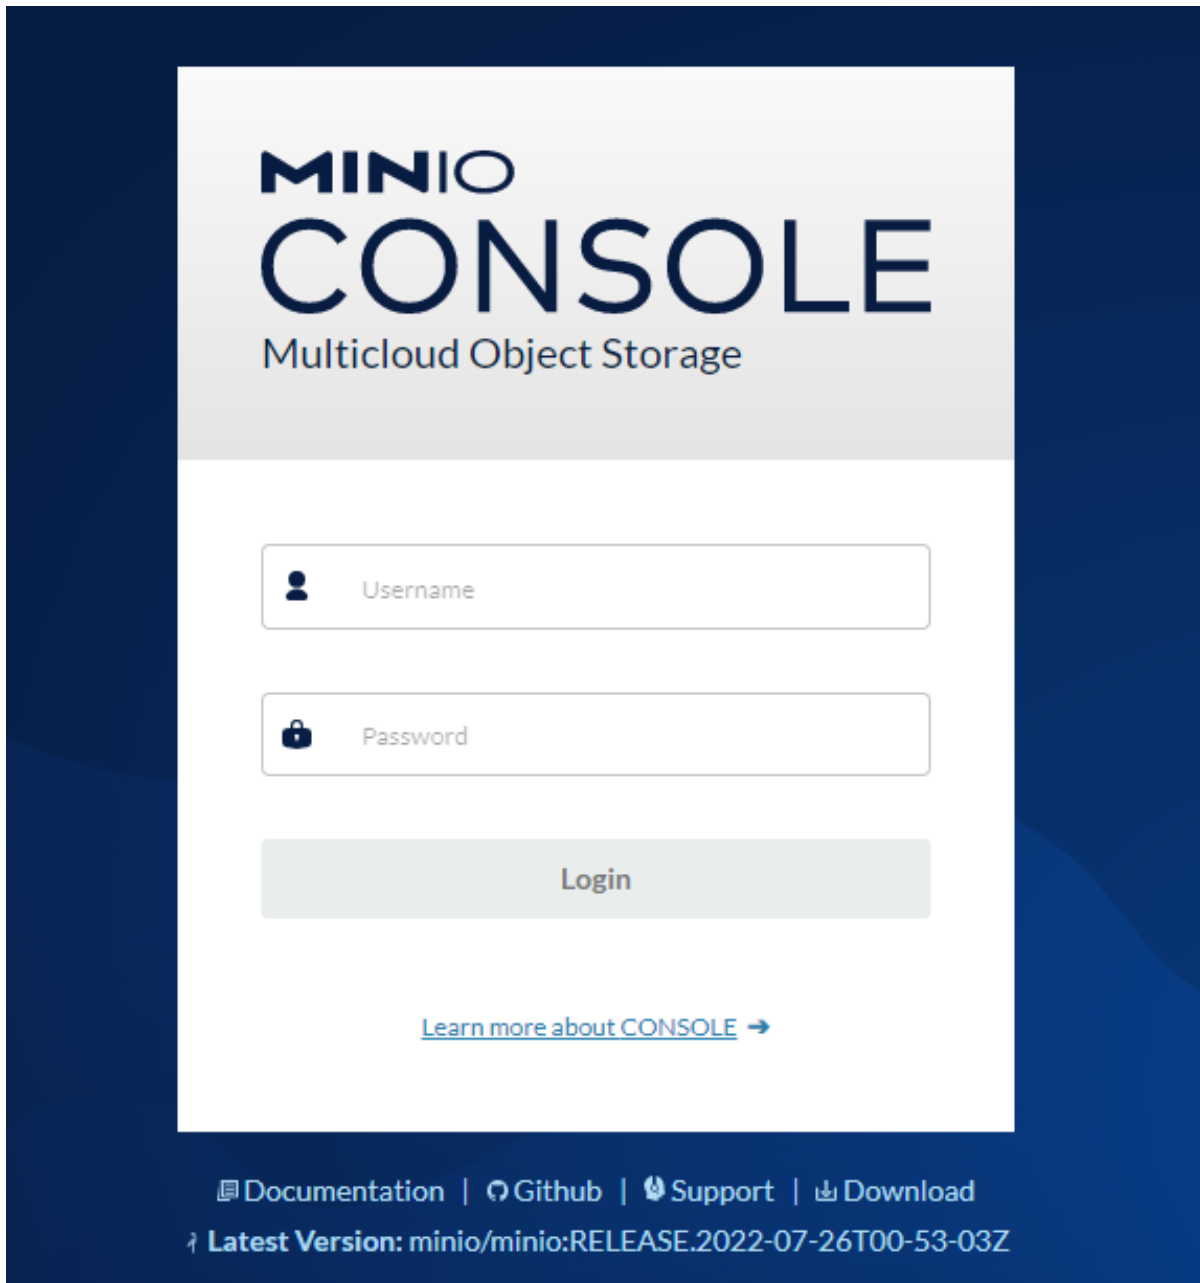 MINIO
CONSOLE
Multicloud Object Storage
Username
Password
Login
Learn more about CONSOLE ➔
Documentation | Github | Support | Download
Latest Version: minio/minio:RELEASE.2022-07-26T00-53-03Z